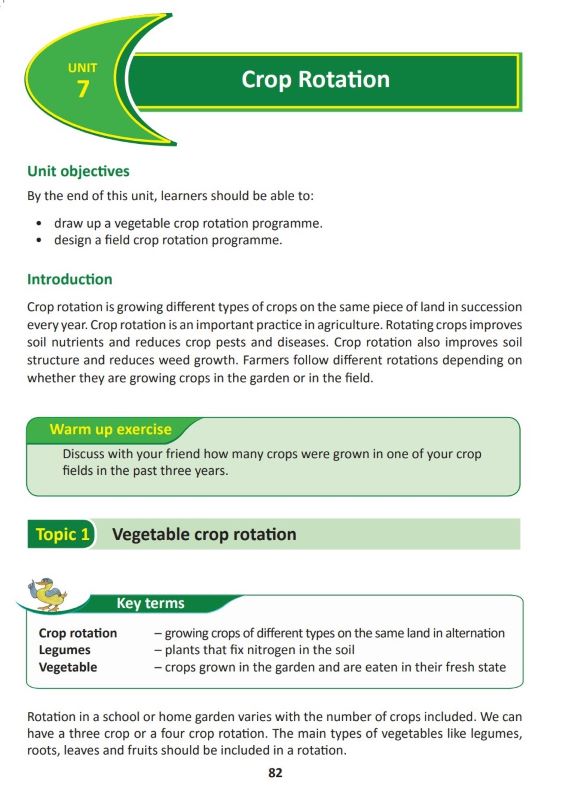 UNIT
7
Crop Rotation
Unit objectives
By the end of this unit, learners should be able to:
• draw up a vegetable crop rotation programme.
• design a field crop rotation programme.
Introduction
Crop rotation is growing different types of crops on the same piece of land in succession
every year. Crop rotation is an important practice in agriculture. Rotating crops improves
soil nutrients and reduces crop pests and diseases. Crop rotation also improves soil
structure and reduces weed growth. Farmers follow different rotations depending on
whether they are growing crops in the garden or in the field.
Warm up exercise
Discuss with your friend how many crops were grown in one of your crop
fields in the past three years.
Topic 1 Vegetable crop rotation
Key terms
Crop rotation – growing crops of different types on the same land in alternation
Legumes – plants that fix nitrogen in the soil
Vegetable – crops grown in the garden and are eaten in their fresh state
Rotation in a school or home garden varies with the number of crops included. We can
have a three crop or a four crop rotation. The main types of vegetables like legumes,
roots, leaves and fruits should be included in a rotation.
82